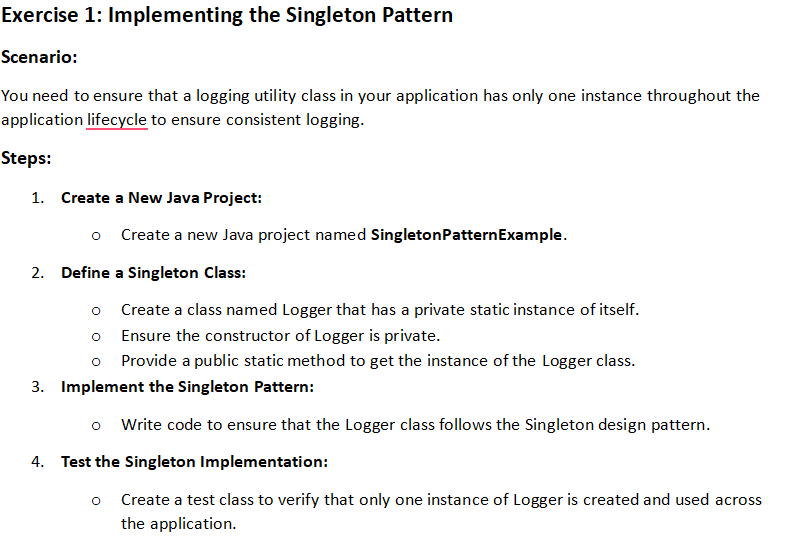 Exercise 1: Implementing the Singleton Pattern
Scenario:
You need to ensure that a logging utility class in your application has only one instance throughout the
application lifecycle to ensure consistent logging.
Steps:
1. Create a New Java Project:
o Create a new Java project named SingletonPatternExample.
2. Define a Singleton Class:
o Create a class named Logger that has a private static instance of itself.
o Ensure the constructor of Logger is private.
o Provide a public static method to get the instance of the Logger class.
3. Implement the Singleton Pattern:
o Write code to ensure that the Logger class follows the Singleton design pattern.
4. Test the Singleton Implementation:
o Create a test class to verify that only one instance of Logger is created and used across
the application.